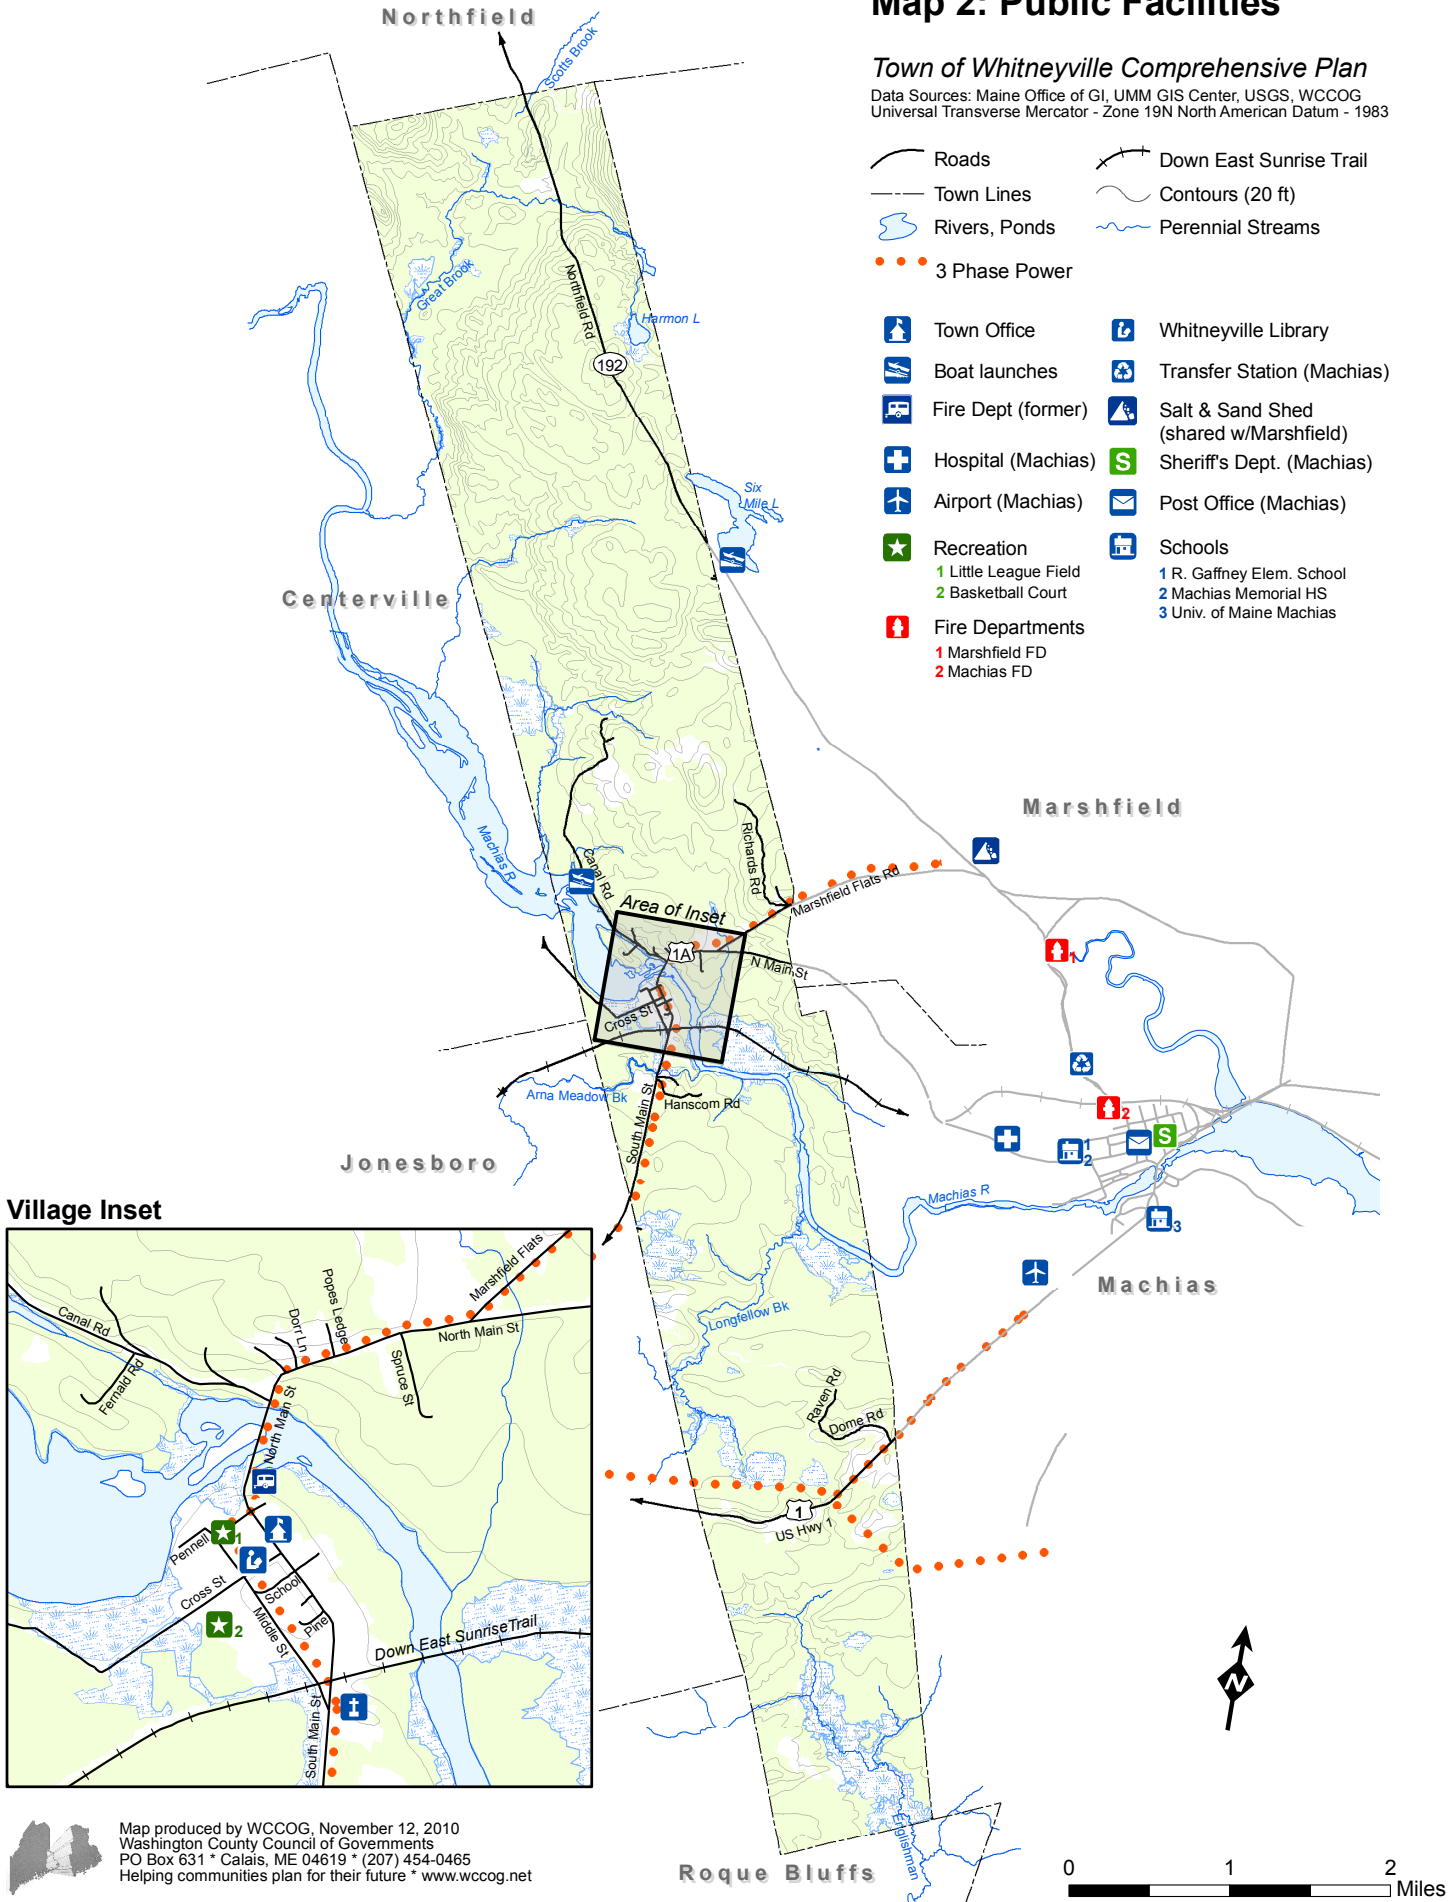 Map 2: Public Facilities
Town of Whitneyville Comprehensive Plan
Data Sources: Maine Office of GI, UMM GIS Center, USGS, WCCOG
Universal Transverse Mercator - Zone 19N North American Datum - 1983
Roads
Down East Sunrise Trail
Town Lines
Contours (20 ft)
Rivers, Ponds
Perennial Streams
3 Phase Power
Town Office
Whitneyville Library
Boat launches
Transfer Station (Machias)
Fire Dept (former)
Salt & Sand Shed
(shared w/Marshfield)
Hospital (Machias)
S
Sheriff's Dept. (Machias)
Airport (Machias)
Post Office (Machias)
Recreation
1 Little League Field
2 Basketball Court
Schools
1 R. Gaffney Elem. School
2 Machias Memorial HS
3 Univ. of Maine Machias
Fire Departments
1 Marshfield FD
2 Machias FD
Northfield
Scotts Brook
Great Brook
Northfield Rd
Harmon L
192
Six
Mile L
Centerville
Machias R
Canal Rd
Richards Rd
Marshfield
Marshfield Flats Rd
Area of Inset
1A
N Main St
Cross St
1
Arna Meadow Bk
Hanscom Rd
South Main St
2
S
1
2
Jonesboro
Machias R
3
Machias
Longfellow Bk
Raven Rd
Dome Rd
1
US Hwy 1
Englishman
Roque Bluffs
N
0 1 2
Miles
Village Inset
Marshfield Flats
Popes Ledge
Dorr Ln
Canal Rd
North Main St
Fernald Rd
Spruce St
North Main St
Pennell
1
Cross St
School
2
Middle St
Pine
Down East Sunrise Trail
South Main St
Map produced by WCCOG, November 12, 2010
Washington County Council of Governments
PO Box 631 * Calais, ME 04619 * (207) 454-0465
Helping communities plan for their future * www.wccog.net